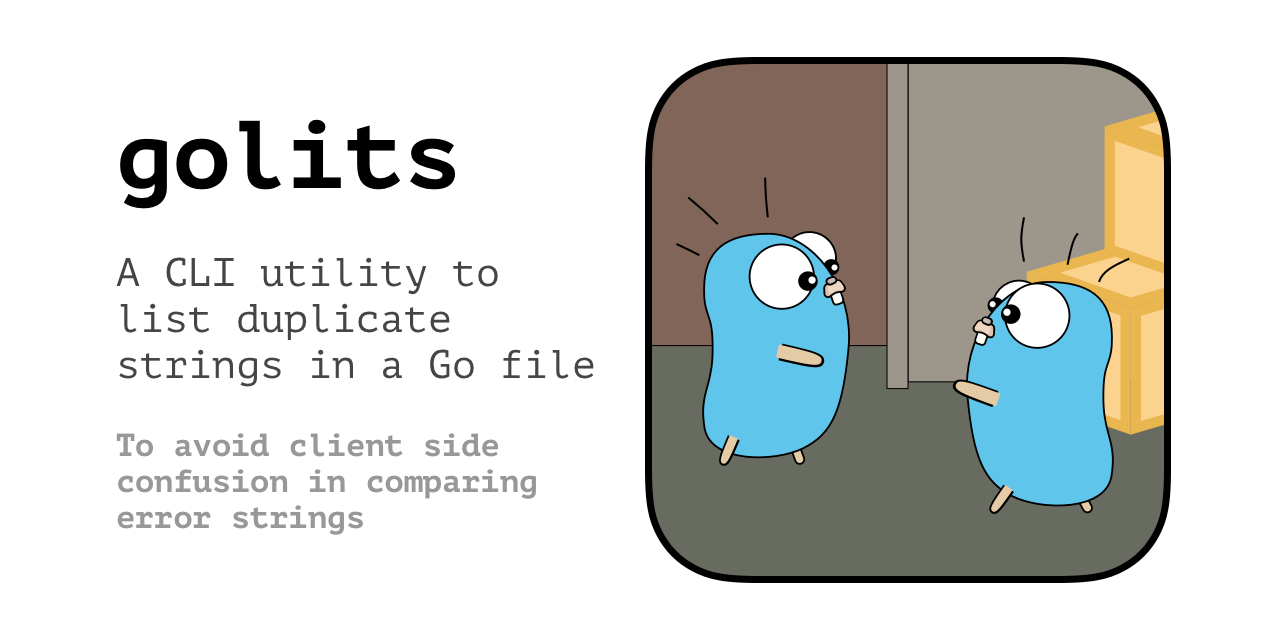 golits
A CLI utility to
list duplicate
strings in a Go file
To avoid client side
confusion in comparing
error strings